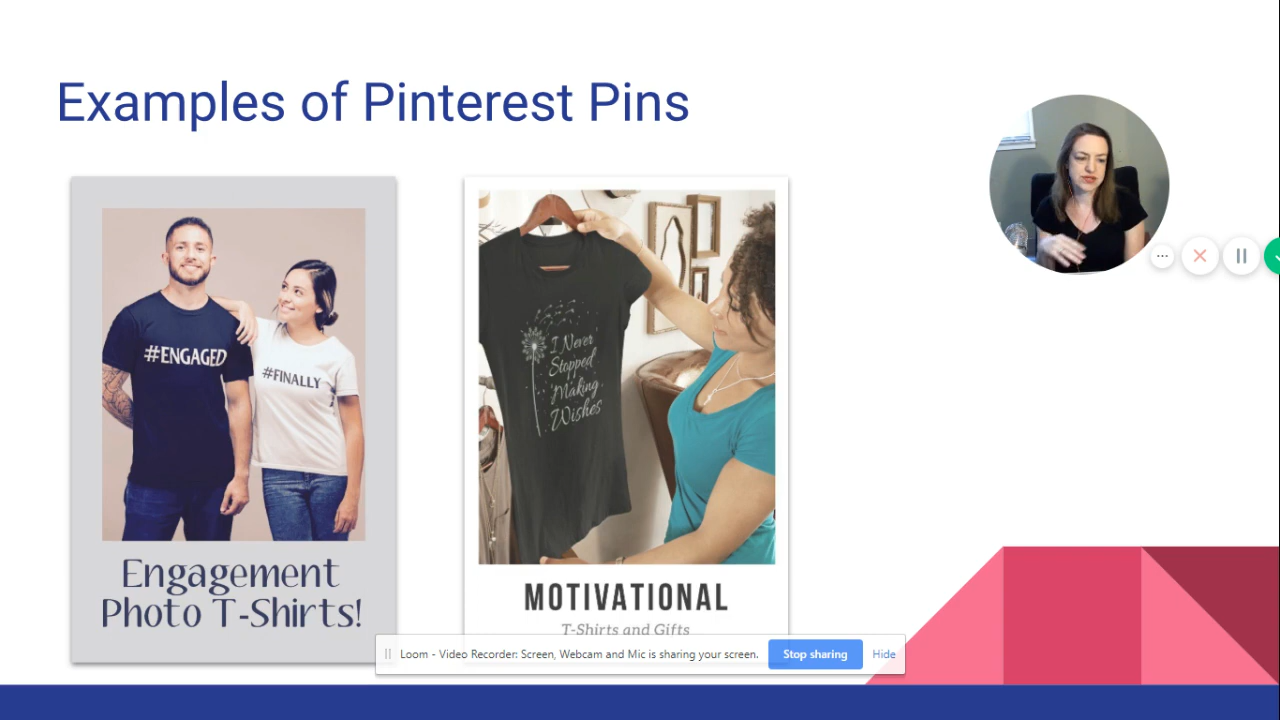 Examples of Pinterest Pins
#ENGAGED
#FINALLY
Engagement
Photo T-Shirts!
I Never
Stopped
Making
Wishes
MOTIVATIONAL
T-Shirts and Gifts
Loom - Video Recorder: Screen, Webcam and Mic is sharing your screen.
Stop sharing
Hide